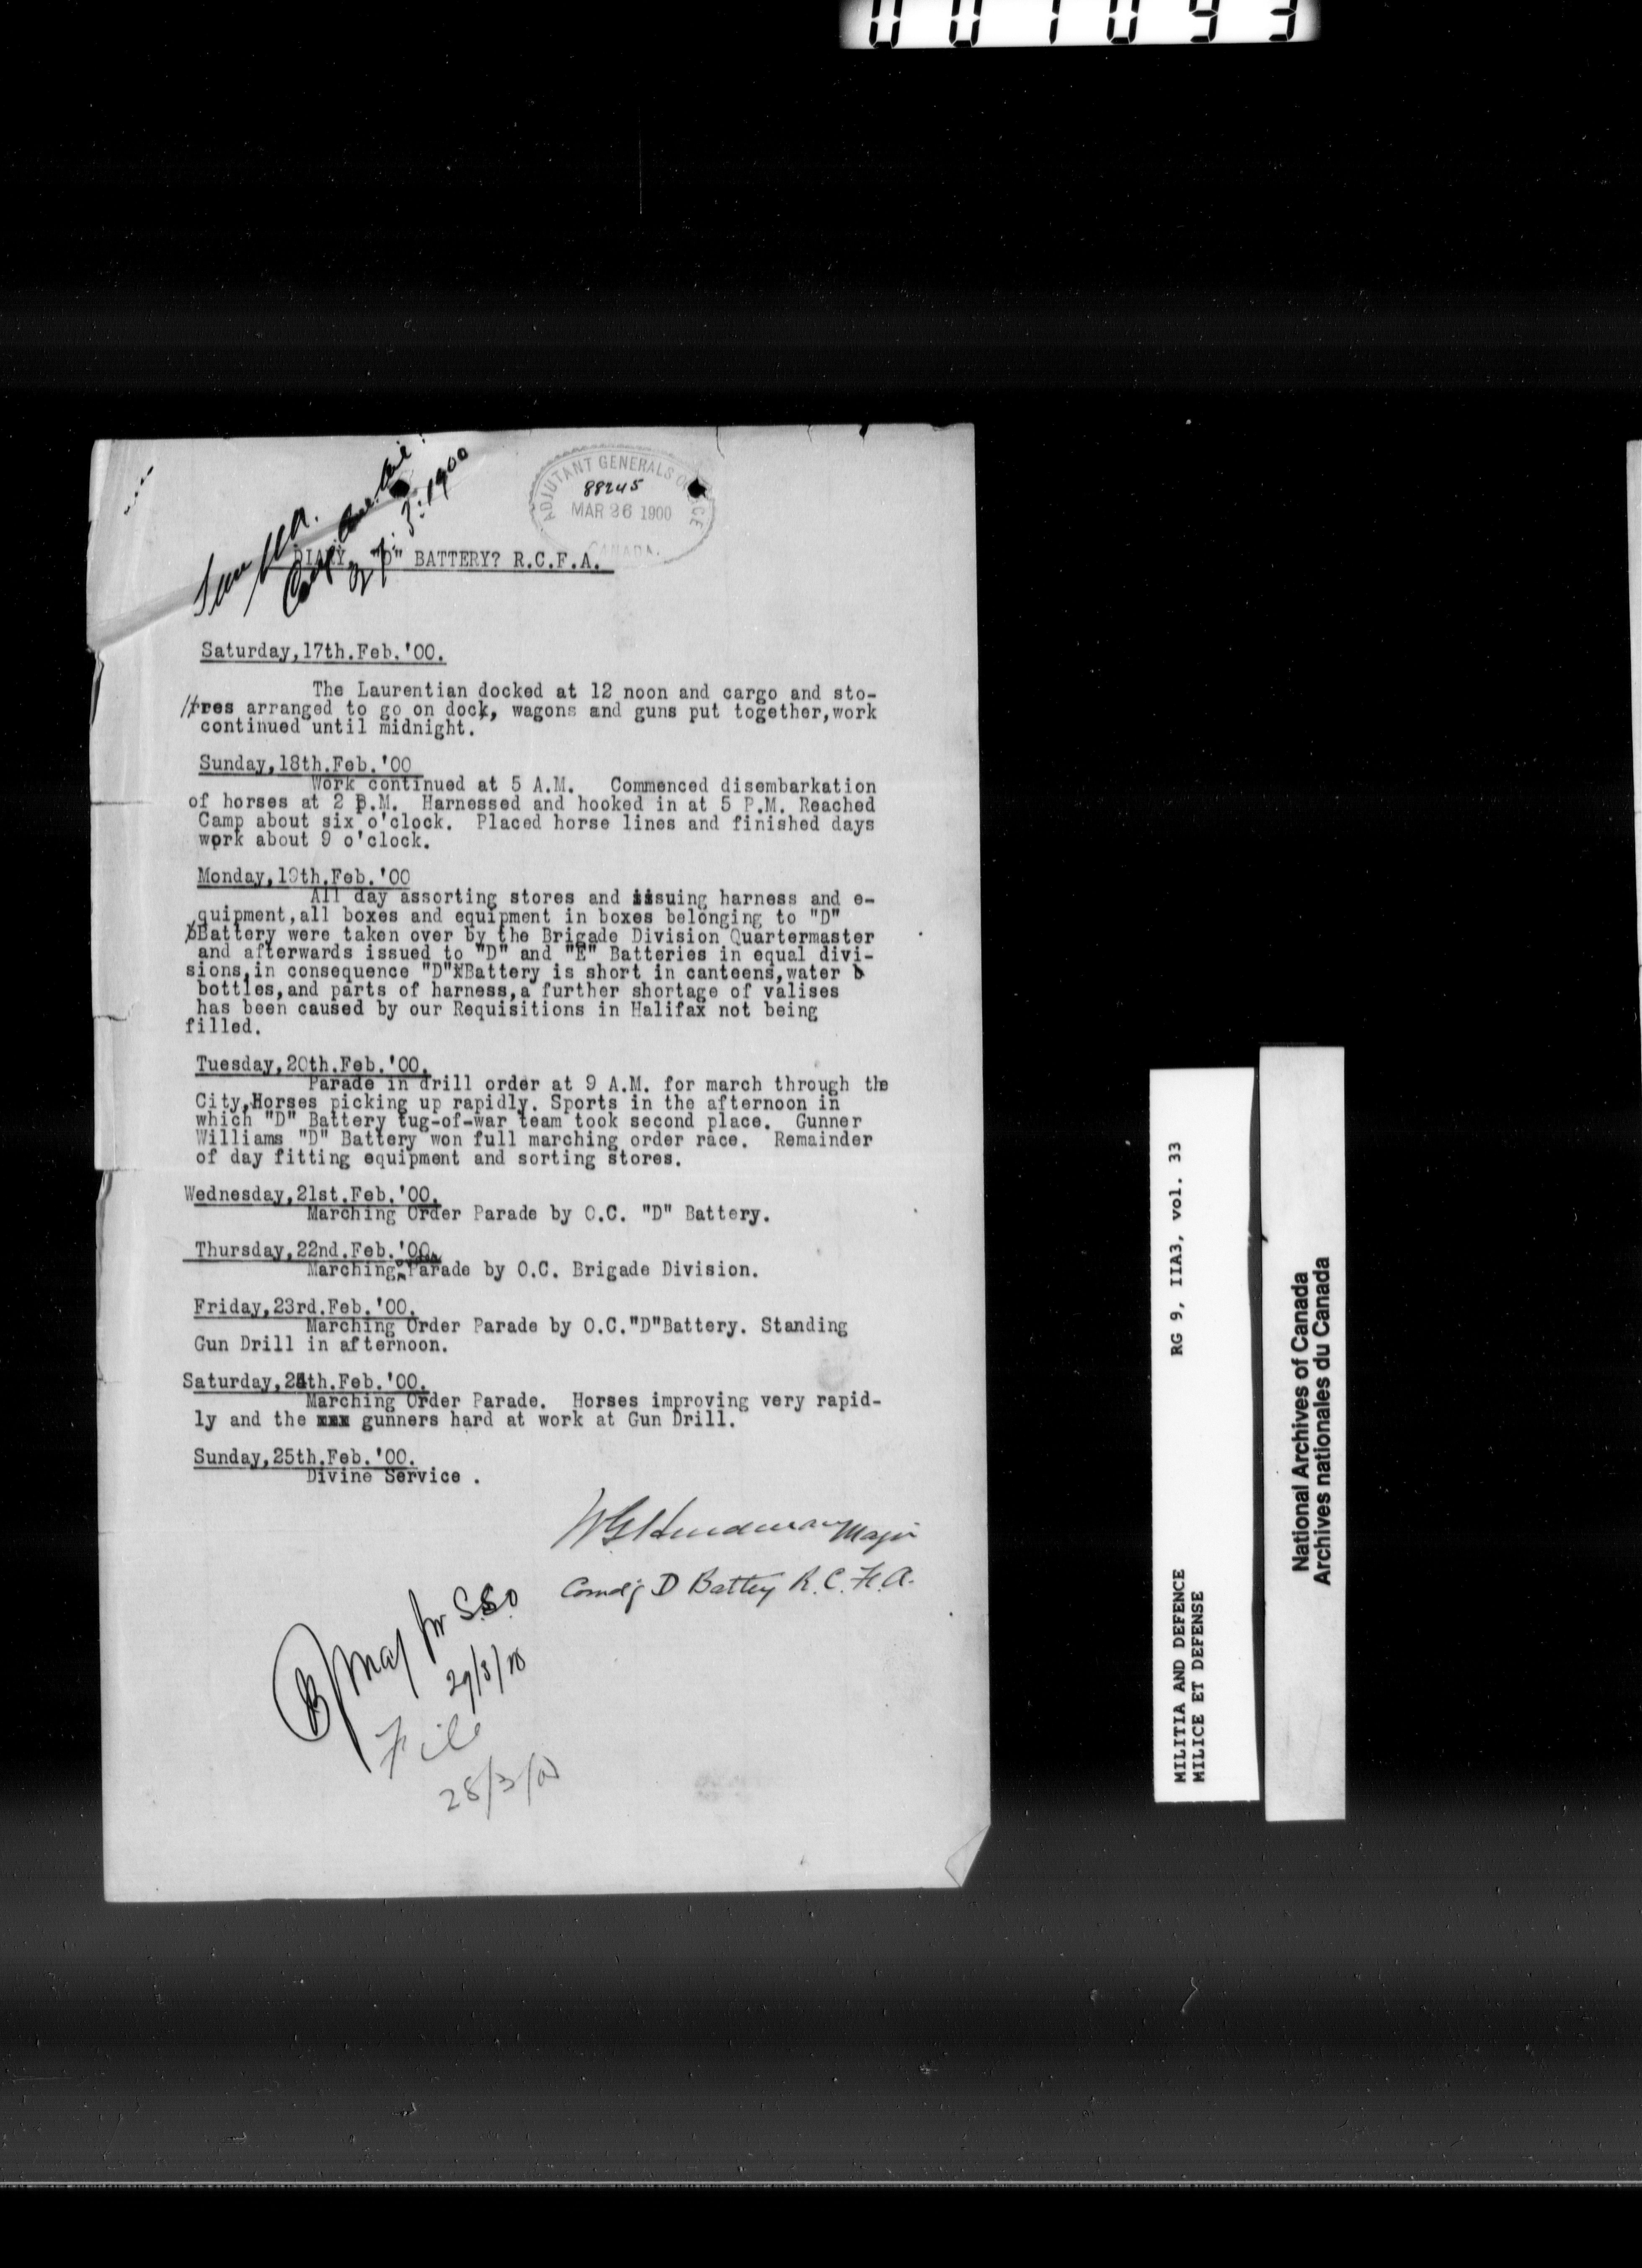 001093
ADJUTANT GENERALS OFFICE
88245
MAR 26 1900
CANADA.
27. 3. 1900
DIARY "D" BATTERY? R.C.F.A.
Saturday,17th.Feb.'00.
The Laurentian docked at 12 noon and cargo and sto-
res arranged to go on dock, wagons and guns put together,work
continued until midnight.
Sunday,18th.Feb.'00
Work continued at 5 A.M. Commenced disembarkation
of horses at 2 P.M. Harnessed and hooked in at 5 P.M. Reached
Camp about six o'clock. Placed horse lines and finished days
work about 9 o'clock.
Monday,19th.Feb.'00
All day assorting stores and issuing harness and e-
quipment,all boxes and equipment in boxes belonging to "D"
Battery were taken over by the Brigade Division Quartermaster
and afterwards issued to "D" and "E" Batteries in equal divi-
sions,in consequence "D" Battery is short in canteens,water b
bottles,and parts of harness,a further shortage of valises
has been caused by our Requisitions in Halifax not being
filled.
Tuesday,20th.Feb.'00.
Parade in drill order at 9 A.M. for march through the
City,Horses picking up rapidly. Sports in the afternoon in
which "D" Battery tug-of-war team took second place. Gunner
Williams "D" Battery won full marching order race. Remainder
of day fitting equipment and sorting stores.
Wednesday,21st.Feb.'00.
Marching Order Parade by O.C. "D" Battery.
Thursday,22nd.Feb.'00.
Marching order Parade by O.C. Brigade Division.
Friday,23rd.Feb.'00.
Marching Order Parade by O.C."D"Battery. Standing
Gun Drill in afternoon.
Saturday,24th.Feb.'00.
Marching Order Parade. Horses improving very rapid-
ly and the xxx gunners hard at work at Gun Drill.
Sunday,25th.Feb.'00.
Divine Service .
Major
Comdg D Battery R.C.F.A.
Maj for S.S.O
29/3/00
File
28/3/00
RG 9, IIA3, vol. 33
MILITIA AND DEFENCE
MILICE ET DEFENSE
National Archives of Canada
Archives nationales du Canada